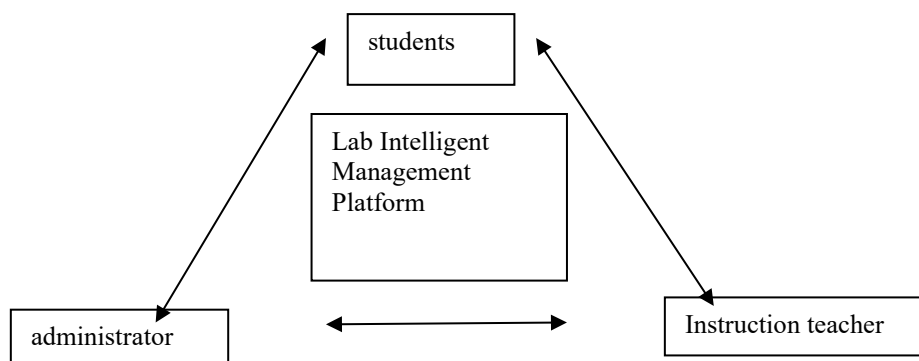 students
Lab Intelligent
Management
Platform
administrator
Instruction teacher